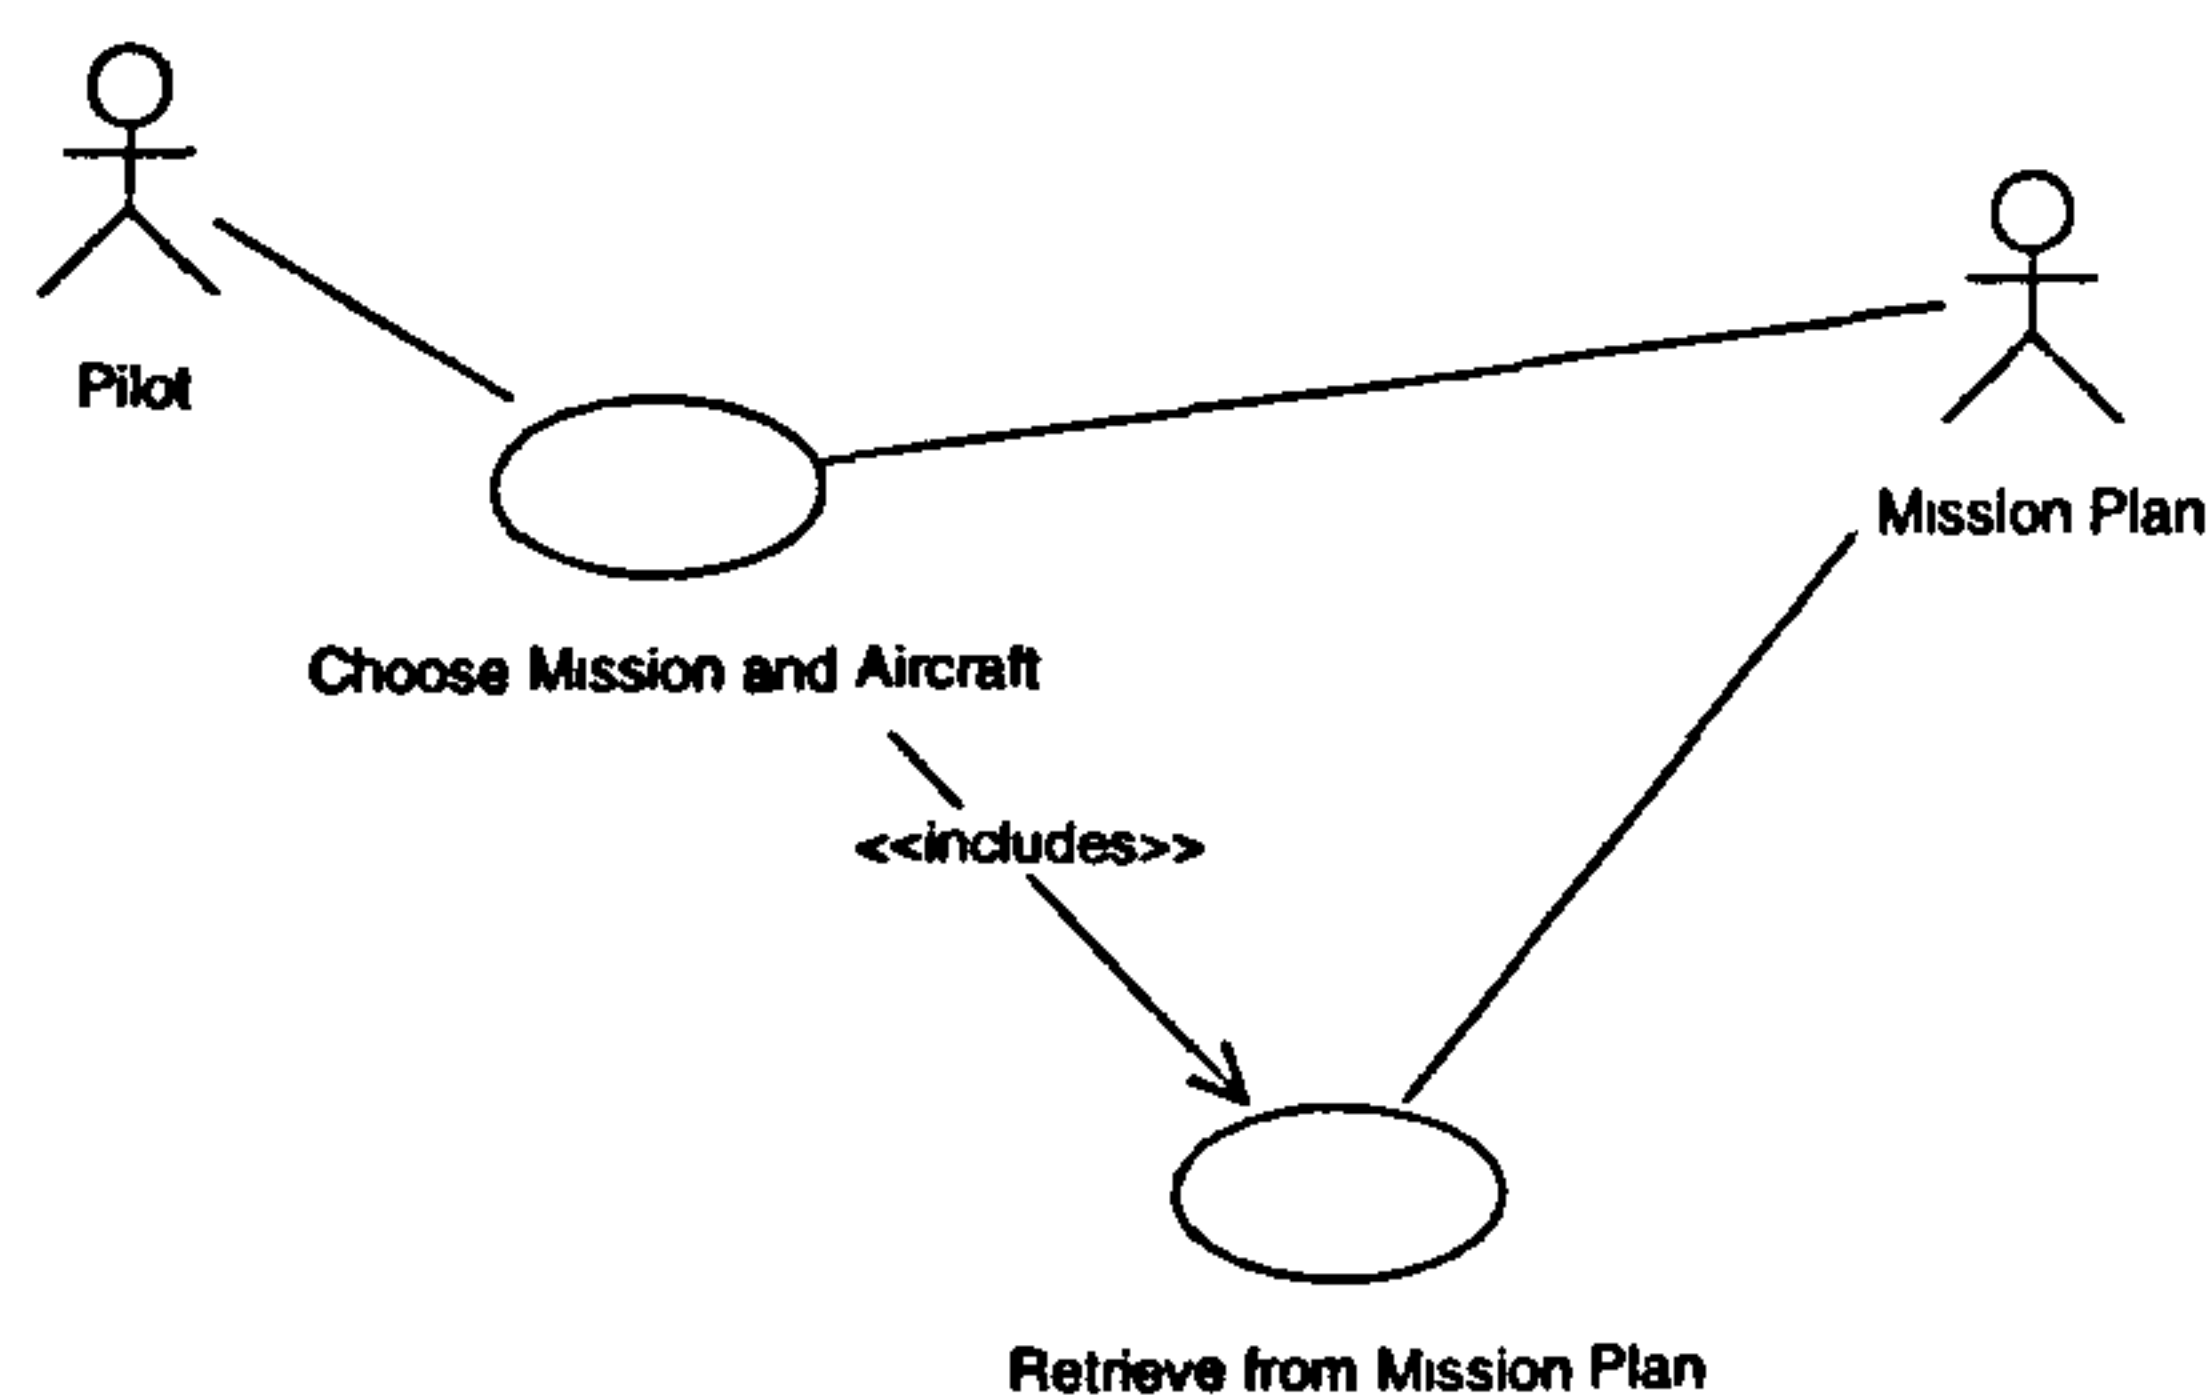 Pilot
Mission Plan
Choose Mission and Aircraft
<<includes>>
Retrieve from Mission Plan